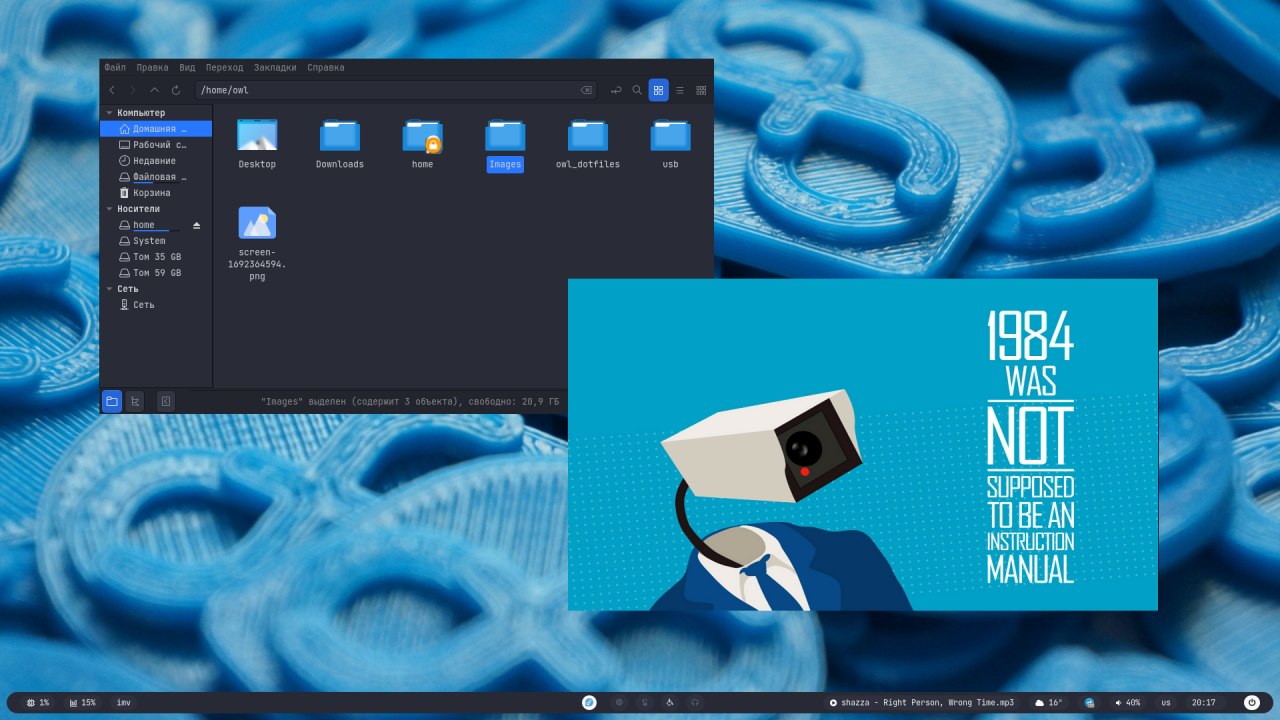 Файл Правка Вид Переход Закладки Справка
/home/owl
Компьютер
Домашняя …
Рабочий с…
Недавние
Файловая …
Корзина
Носители
home
System
Том 35 GB
Том 59 GB
Сеть
Сеть
Desktop Downloads home Images owl_dotfiles usb
screen-
1692364594.
png
"Images" выделен (содержит 3 объекта), свободно: 20,9 ГБ
1984
WAS
NOT
SUPPOSED
TO BE AN
INSTRUCTION
MANUAL
1% 15% imv shazza - Right Person, Wrong Time.mp3 16° 40% us 20:17